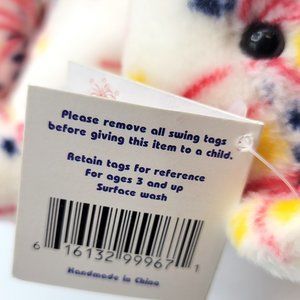 Please remove all swing tags
before giving this item to a child.
Retain tags for reference
For ages 3 and up
Surface wash
6 16132 99967 1
Handmade in China